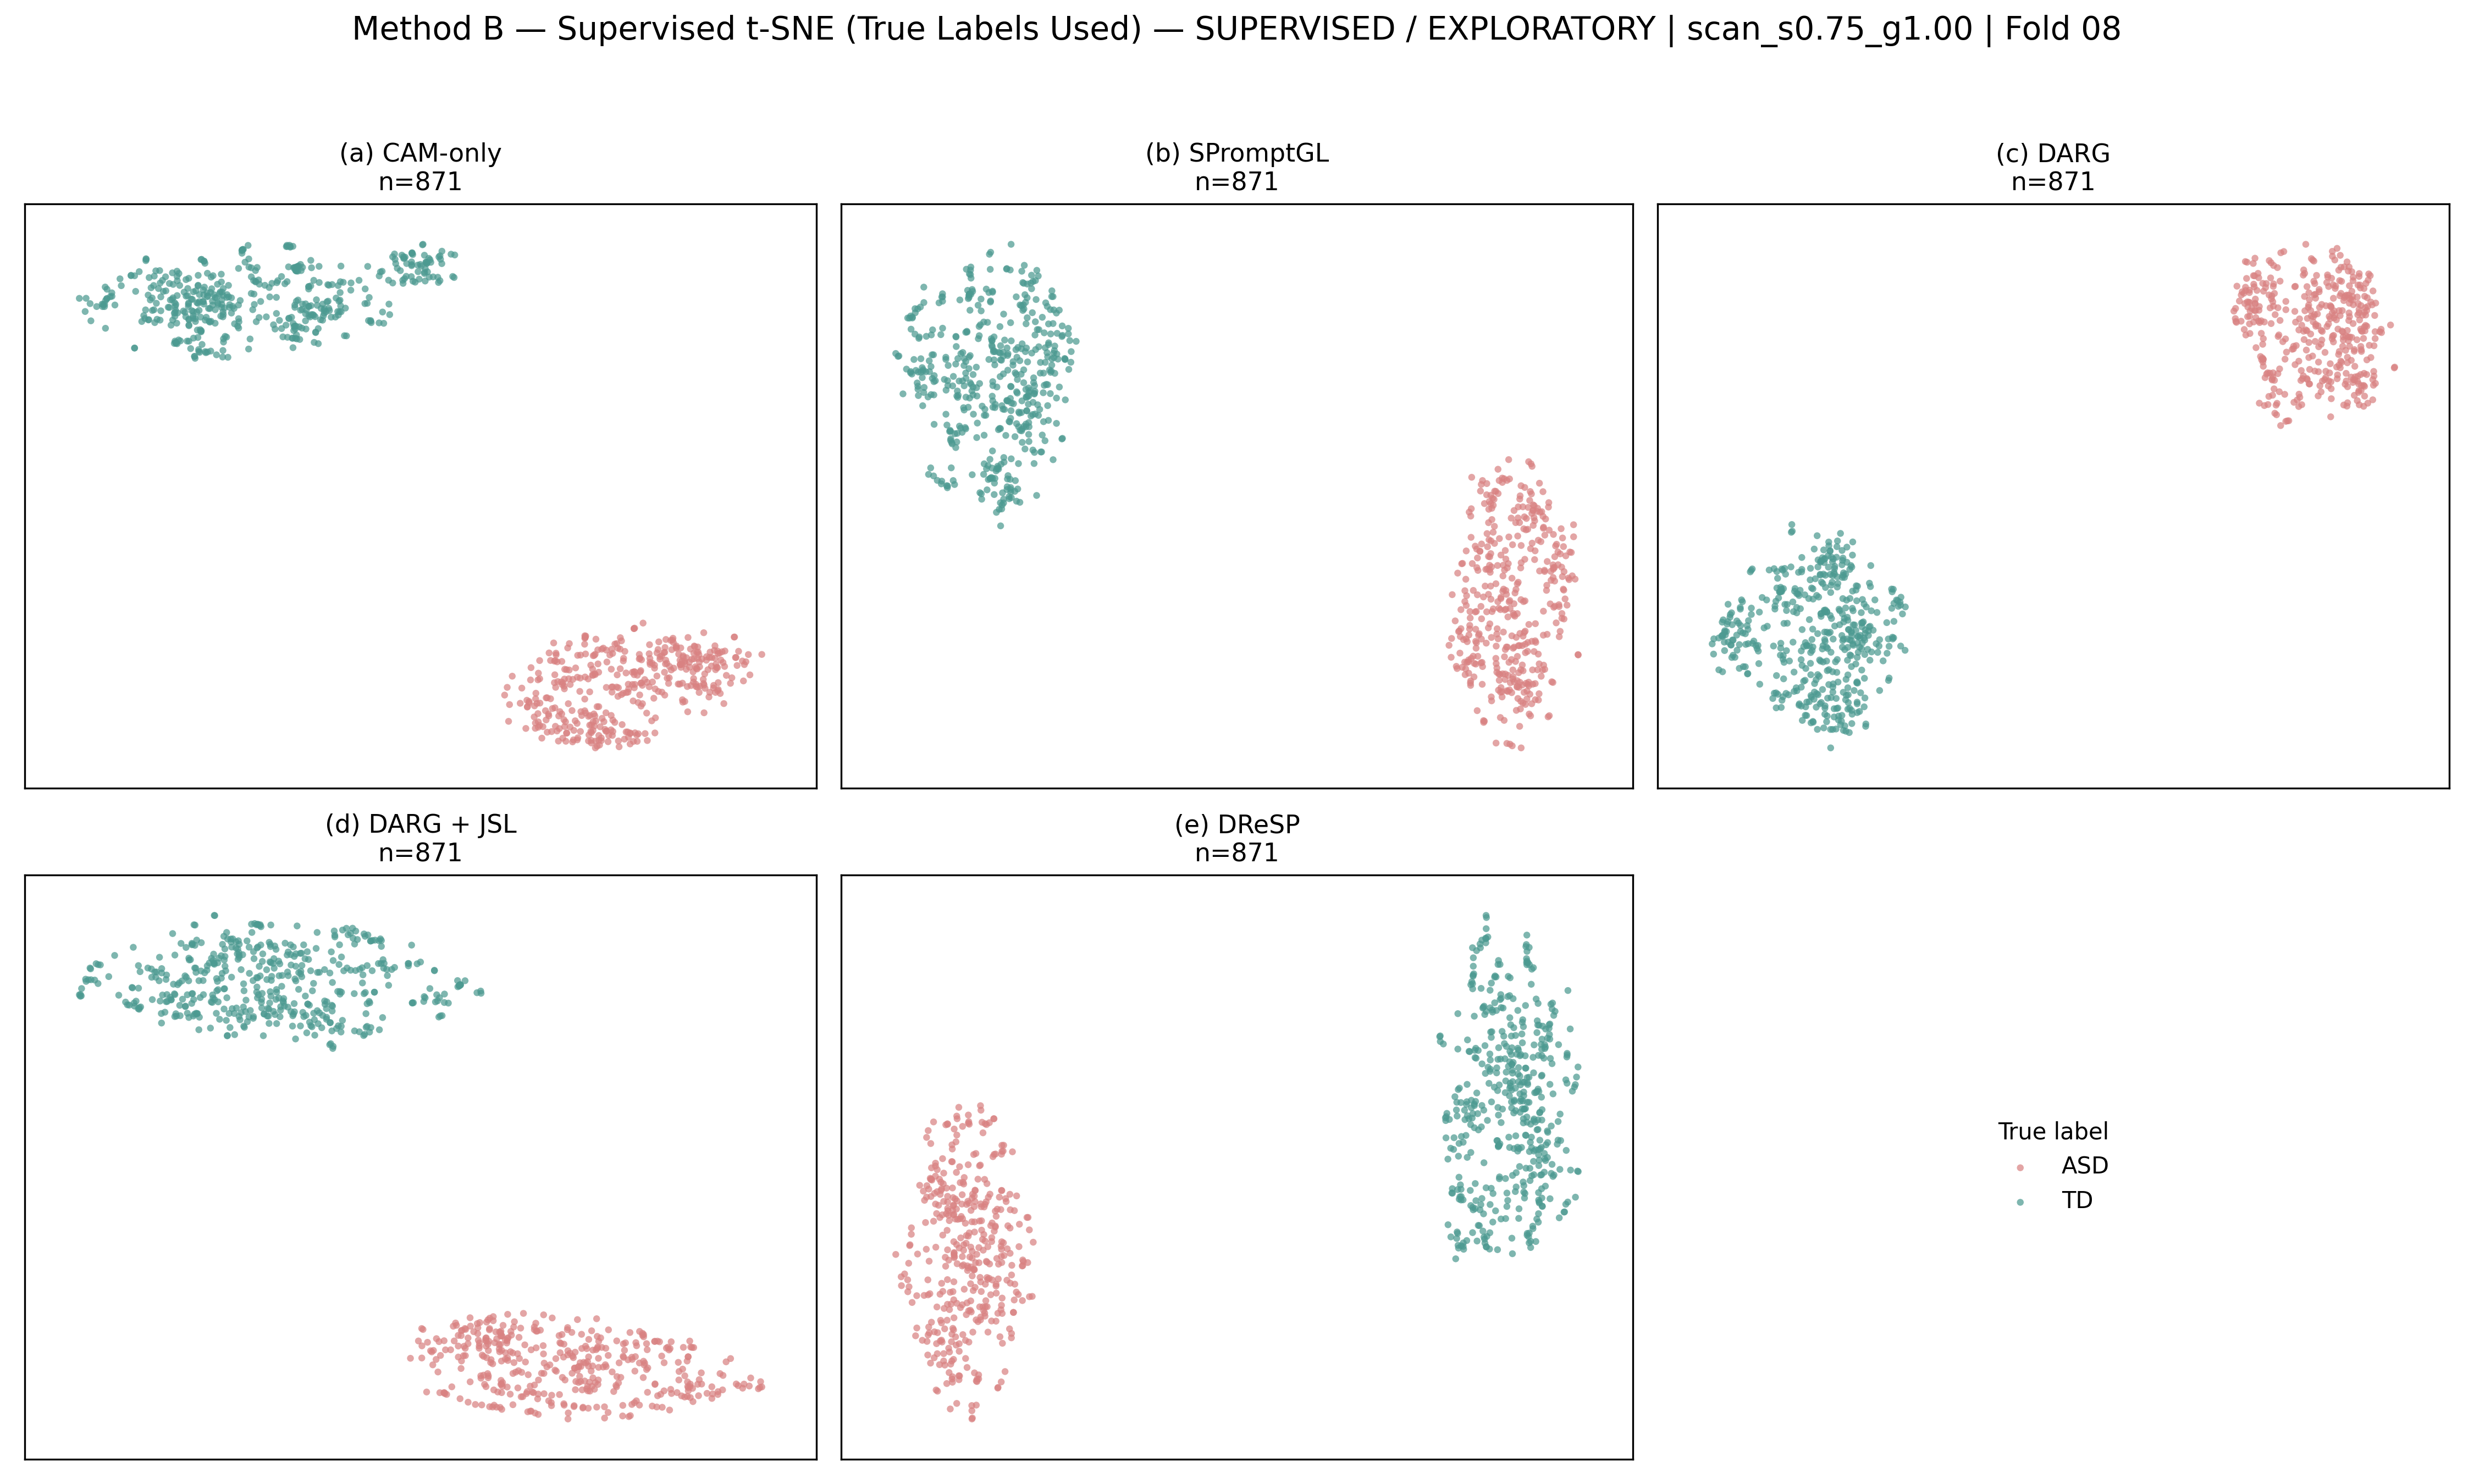 Method B — Supervised t-SNE (True Labels Used) — SUPERVISED / EXPLORATORY | scan_s0.75_g1.00 | Fold 08
(a) CAM-only
n=871
(b) SPromptGL
n=871
(c) DARG
n=871
(d) DARG + JSL
n=871
(e) DReSP
n=871
True label
ASD
TD